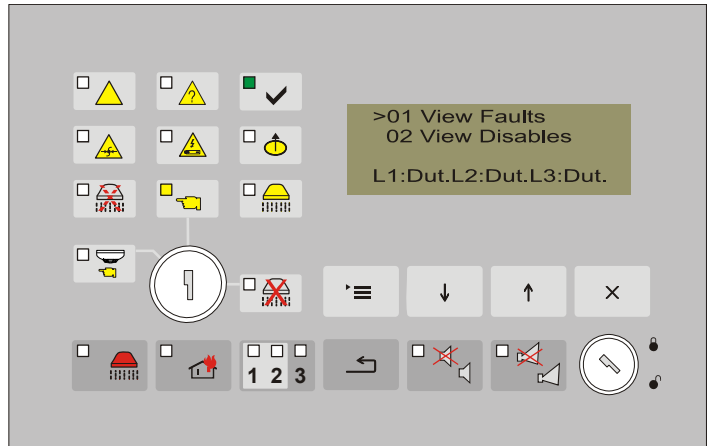 ?
>01 View Faults
02 View Disables
L1:Dut.L2:Dut.L3:Dut.
1 2 3